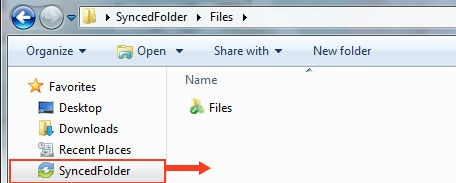 SyncedFolder Files
Organize Open Share with New folder
Favorites Name
Desktop Files
Downloads
Recent Places
SyncedFolder